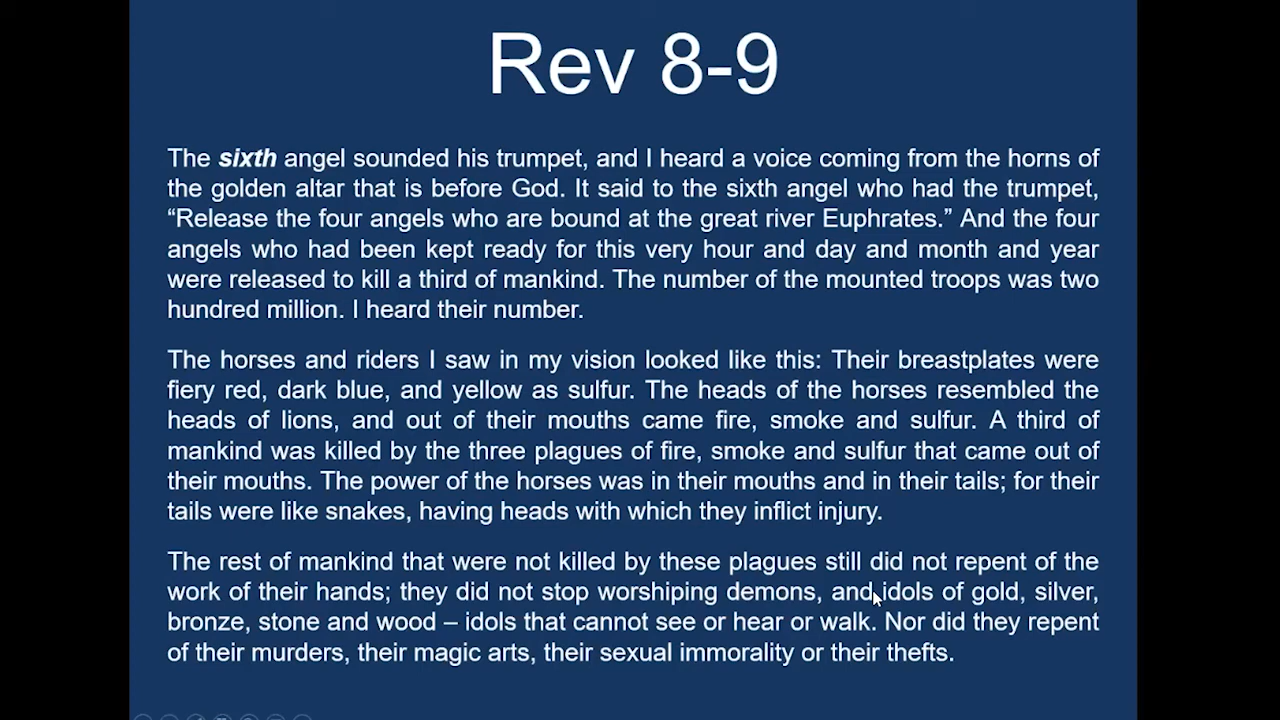 Rev 8-9
The sixth angel sounded his trumpet, and I heard a voice coming from the horns of
the golden altar that is before God. It said to the sixth angel who had the trumpet,
“Release the four angels who are bound at the great river Euphrates.” And the four
angels who had been kept ready for this very hour and day and month and year
were released to kill a third of mankind. The number of the mounted troops was two
hundred million. I heard their number.
The horses and riders I saw in my vision looked like this: Their breastplates were
fiery red, dark blue, and yellow as sulfur. The heads of the horses resembled the
heads of lions, and out of their mouths came fire, smoke and sulfur. A third of
mankind was killed by the three plagues of fire, smoke and sulfur that came out of
their mouths. The power of the horses was in their mouths and in their tails; for their
tails were like snakes, having heads with which they inflict injury.
The rest of mankind that were not killed by these plagues still did not repent of the
work of their hands; they did not stop worshiping demons, and idols of gold, silver,
bronze, stone and wood – idols that cannot see or hear or walk. Nor did they repent
of their murders, their magic arts, their sexual immorality or their thefts.